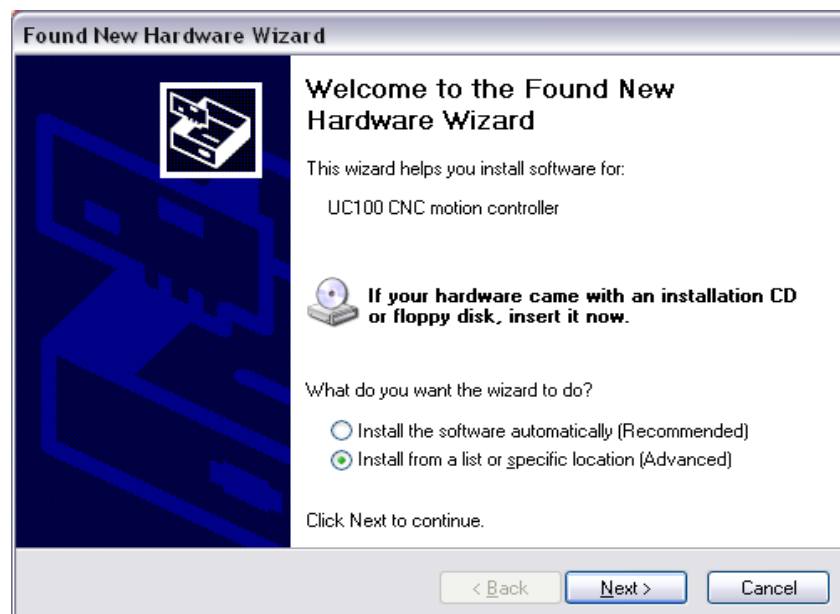 Found New Hardware Wizard
Welcome to the Found New
Hardware Wizard
This wizard helps you install software for:
UC100 CNC motion controller
If your hardware came with an installation CD
or floppy disk, insert it now.
What do you want the wizard to do?
Install the software automatically (Recommended)
Install from a list or specific location (Advanced)
Click Next to continue.
< Back
Next >
Cancel